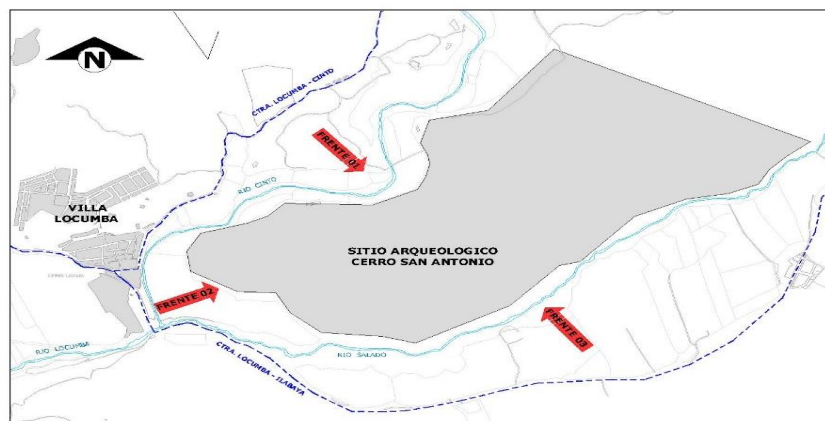 N
CTRA. LOCUMBA - CINTO
FRENTE 01
RIO CINTO
VILLA
LOCUMBA
SITIO ARQUEOLOGICO
CERRO SAN ANTONIO
FRENTE 02
FRENTE 03
RIO LOCUMBA
RIO SALADO
CTRA. LOCUMBA - ILABAYA